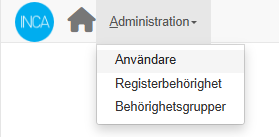 INCA
Administration
Användare
Registerbehörighet
Behörighetsgrupper